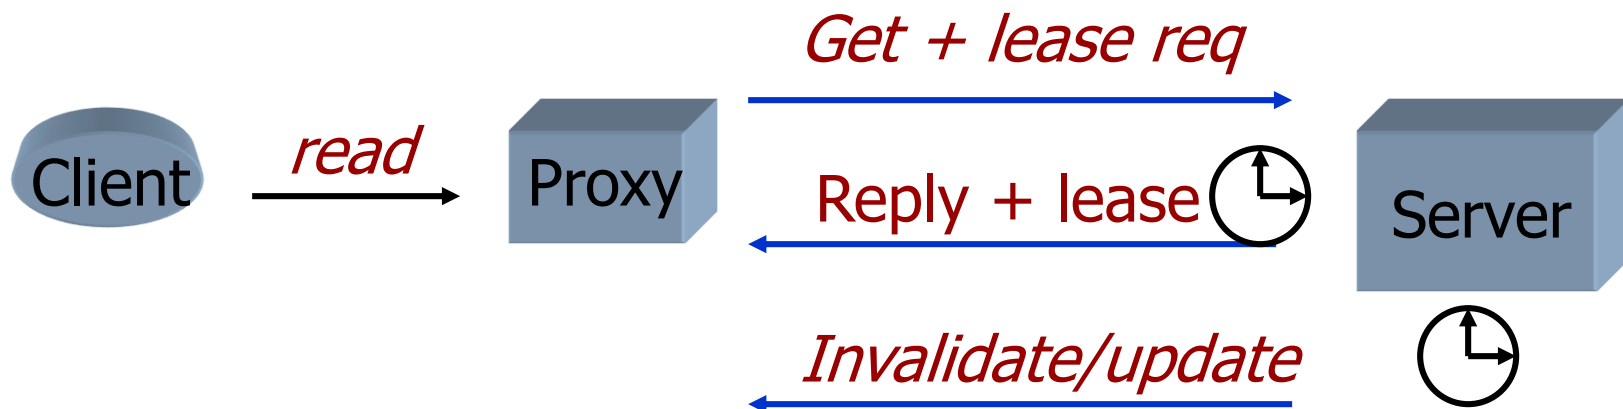 Get + lease req
Client
read
Proxy
Reply + lease
Server
Invalidate/update